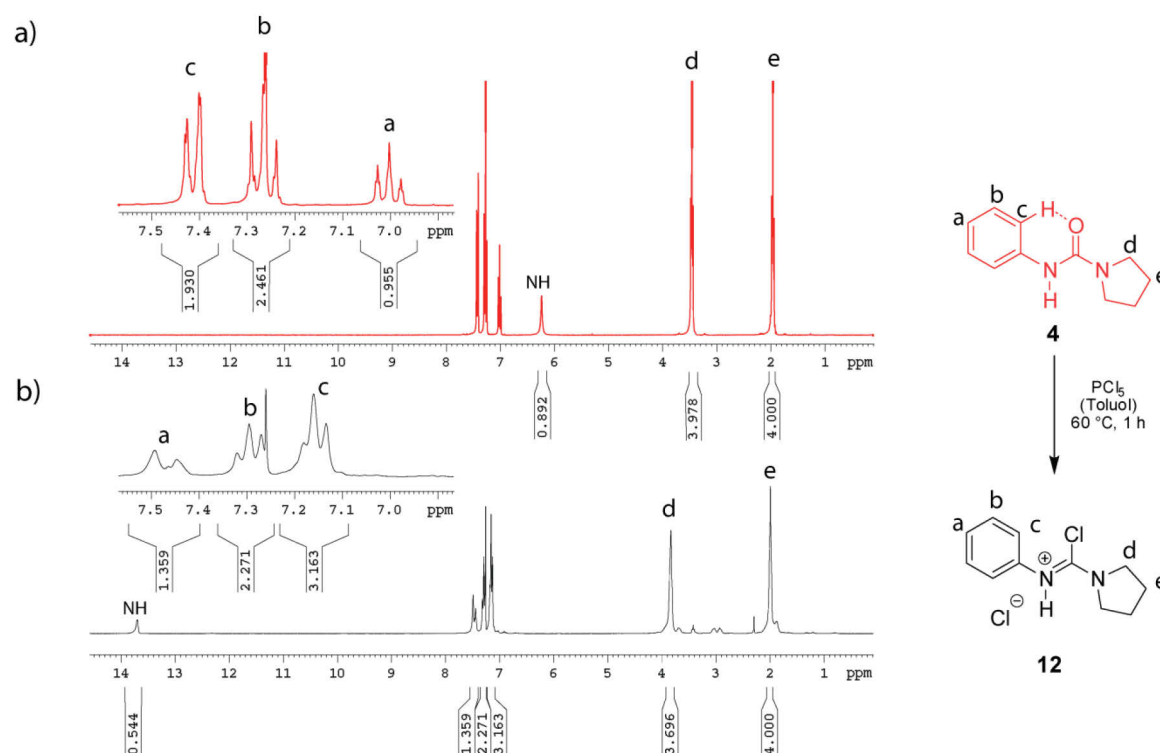 a)
c
b
a
7.5 7.4 7.3 7.2 7.1 7.0 ppm
1.930
2.461
0.955
NH
d
e
14 13 12 11 10 9 8 7 6 5 4 3 2 1 ppm
0.892
3.978
4.000
b)
a
b
c
7.5 7.4 7.3 7.2 7.1 7.0 ppm
1.359
2.271
3.163
NH
d
e
14 13 12 11 10 9 8 7 6 5 4 3 2 1 ppm
0.544
1.359
2.271
3.163
3.696
4.000
b
c
H
O
a
d
N
N
e
H
4
PCl5
(Toluol)
60 °C, 1 h
b
c
Cl
a
d
+
N
N
e
Cl
−
H
12